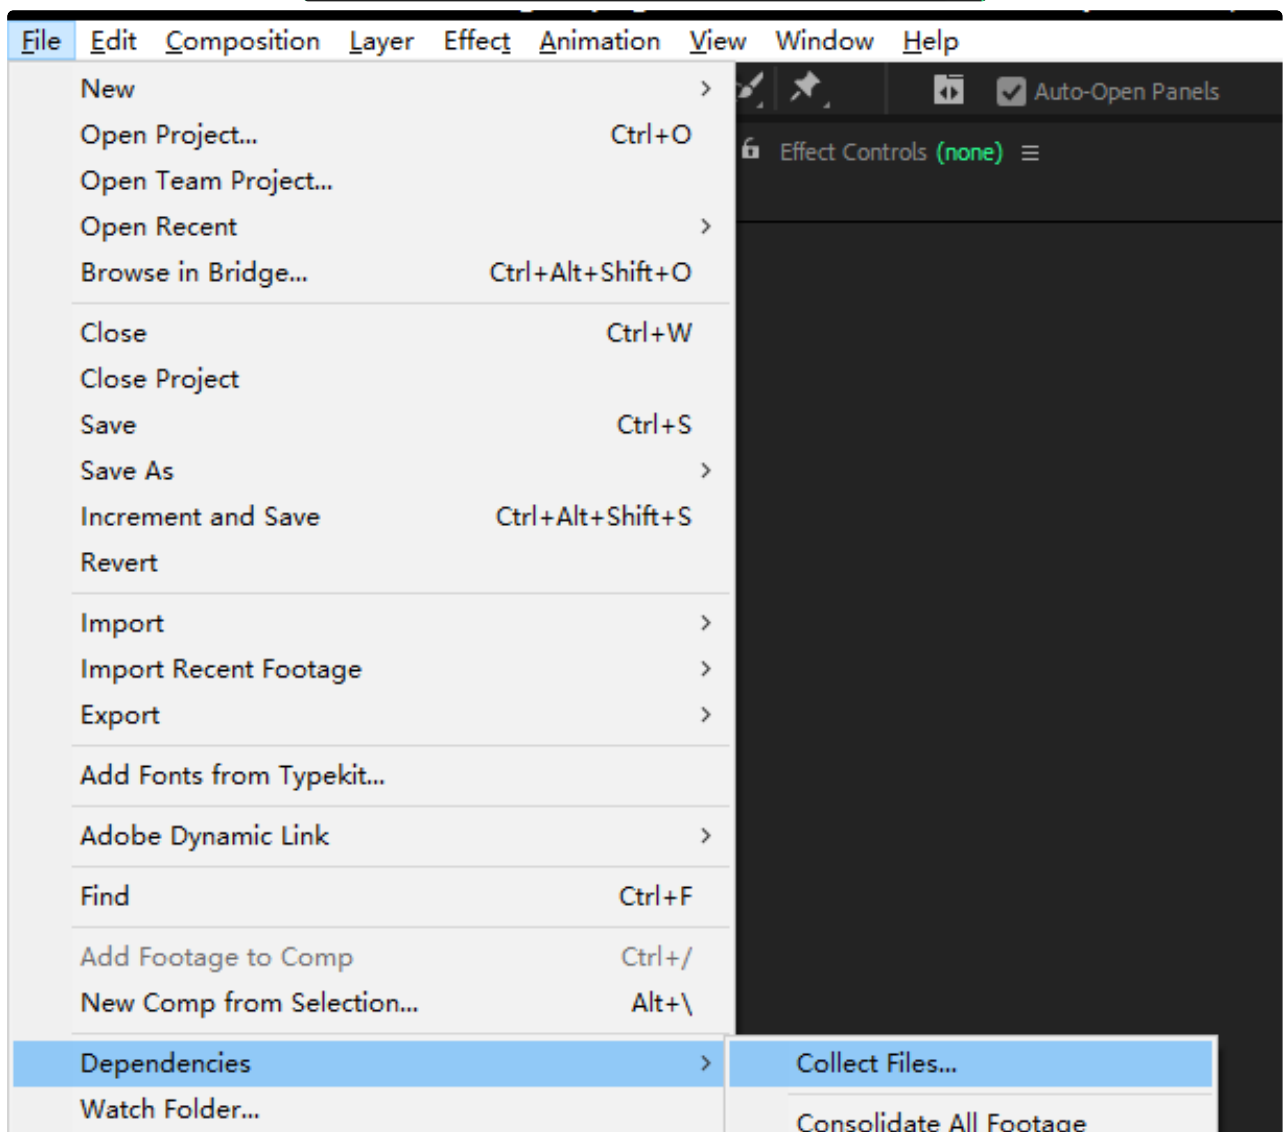 File Edit Composition Layer Effect Animation View Window Help
New
Auto-Open Panels
Open Project... Ctrl+O
Effect Controls (none)
Open Team Project...
Open Recent
Browse in Bridge... Ctrl+Alt+Shift+O
Close Ctrl+W
Close Project
Save Ctrl+S
Save As
Increment and Save Ctrl+Alt+Shift+S
Revert
Import
Import Recent Footage
Export
Add Fonts from Typekit...
Adobe Dynamic Link
Find Ctrl+F
Add Footage to Comp Ctrl+/
New Comp from Selection... Alt+\
Dependencies Collect Files...
Watch Folder...
Consolidate All Footage